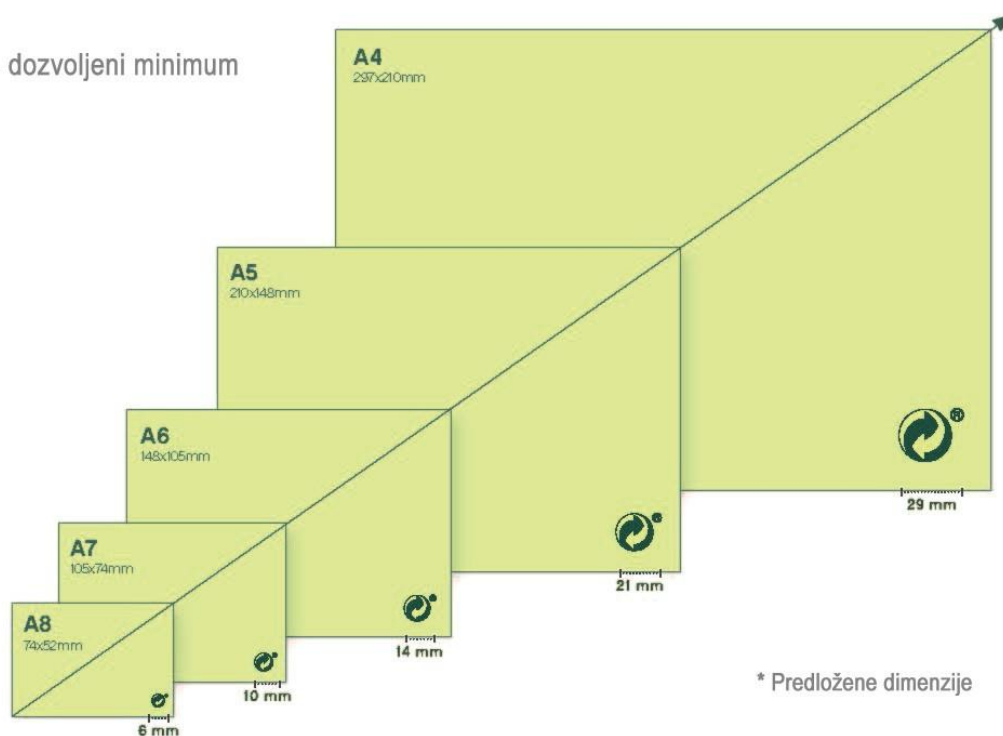 dozvoljeni minimum
A4
297x210mm
A5
210x148mm
®
29 mm
A6
148x105mm
®
21 mm
A7
105x74mm
®
14 mm
A8
74x52mm
®
10 mm
®
6 mm
* Predložene dimenzije